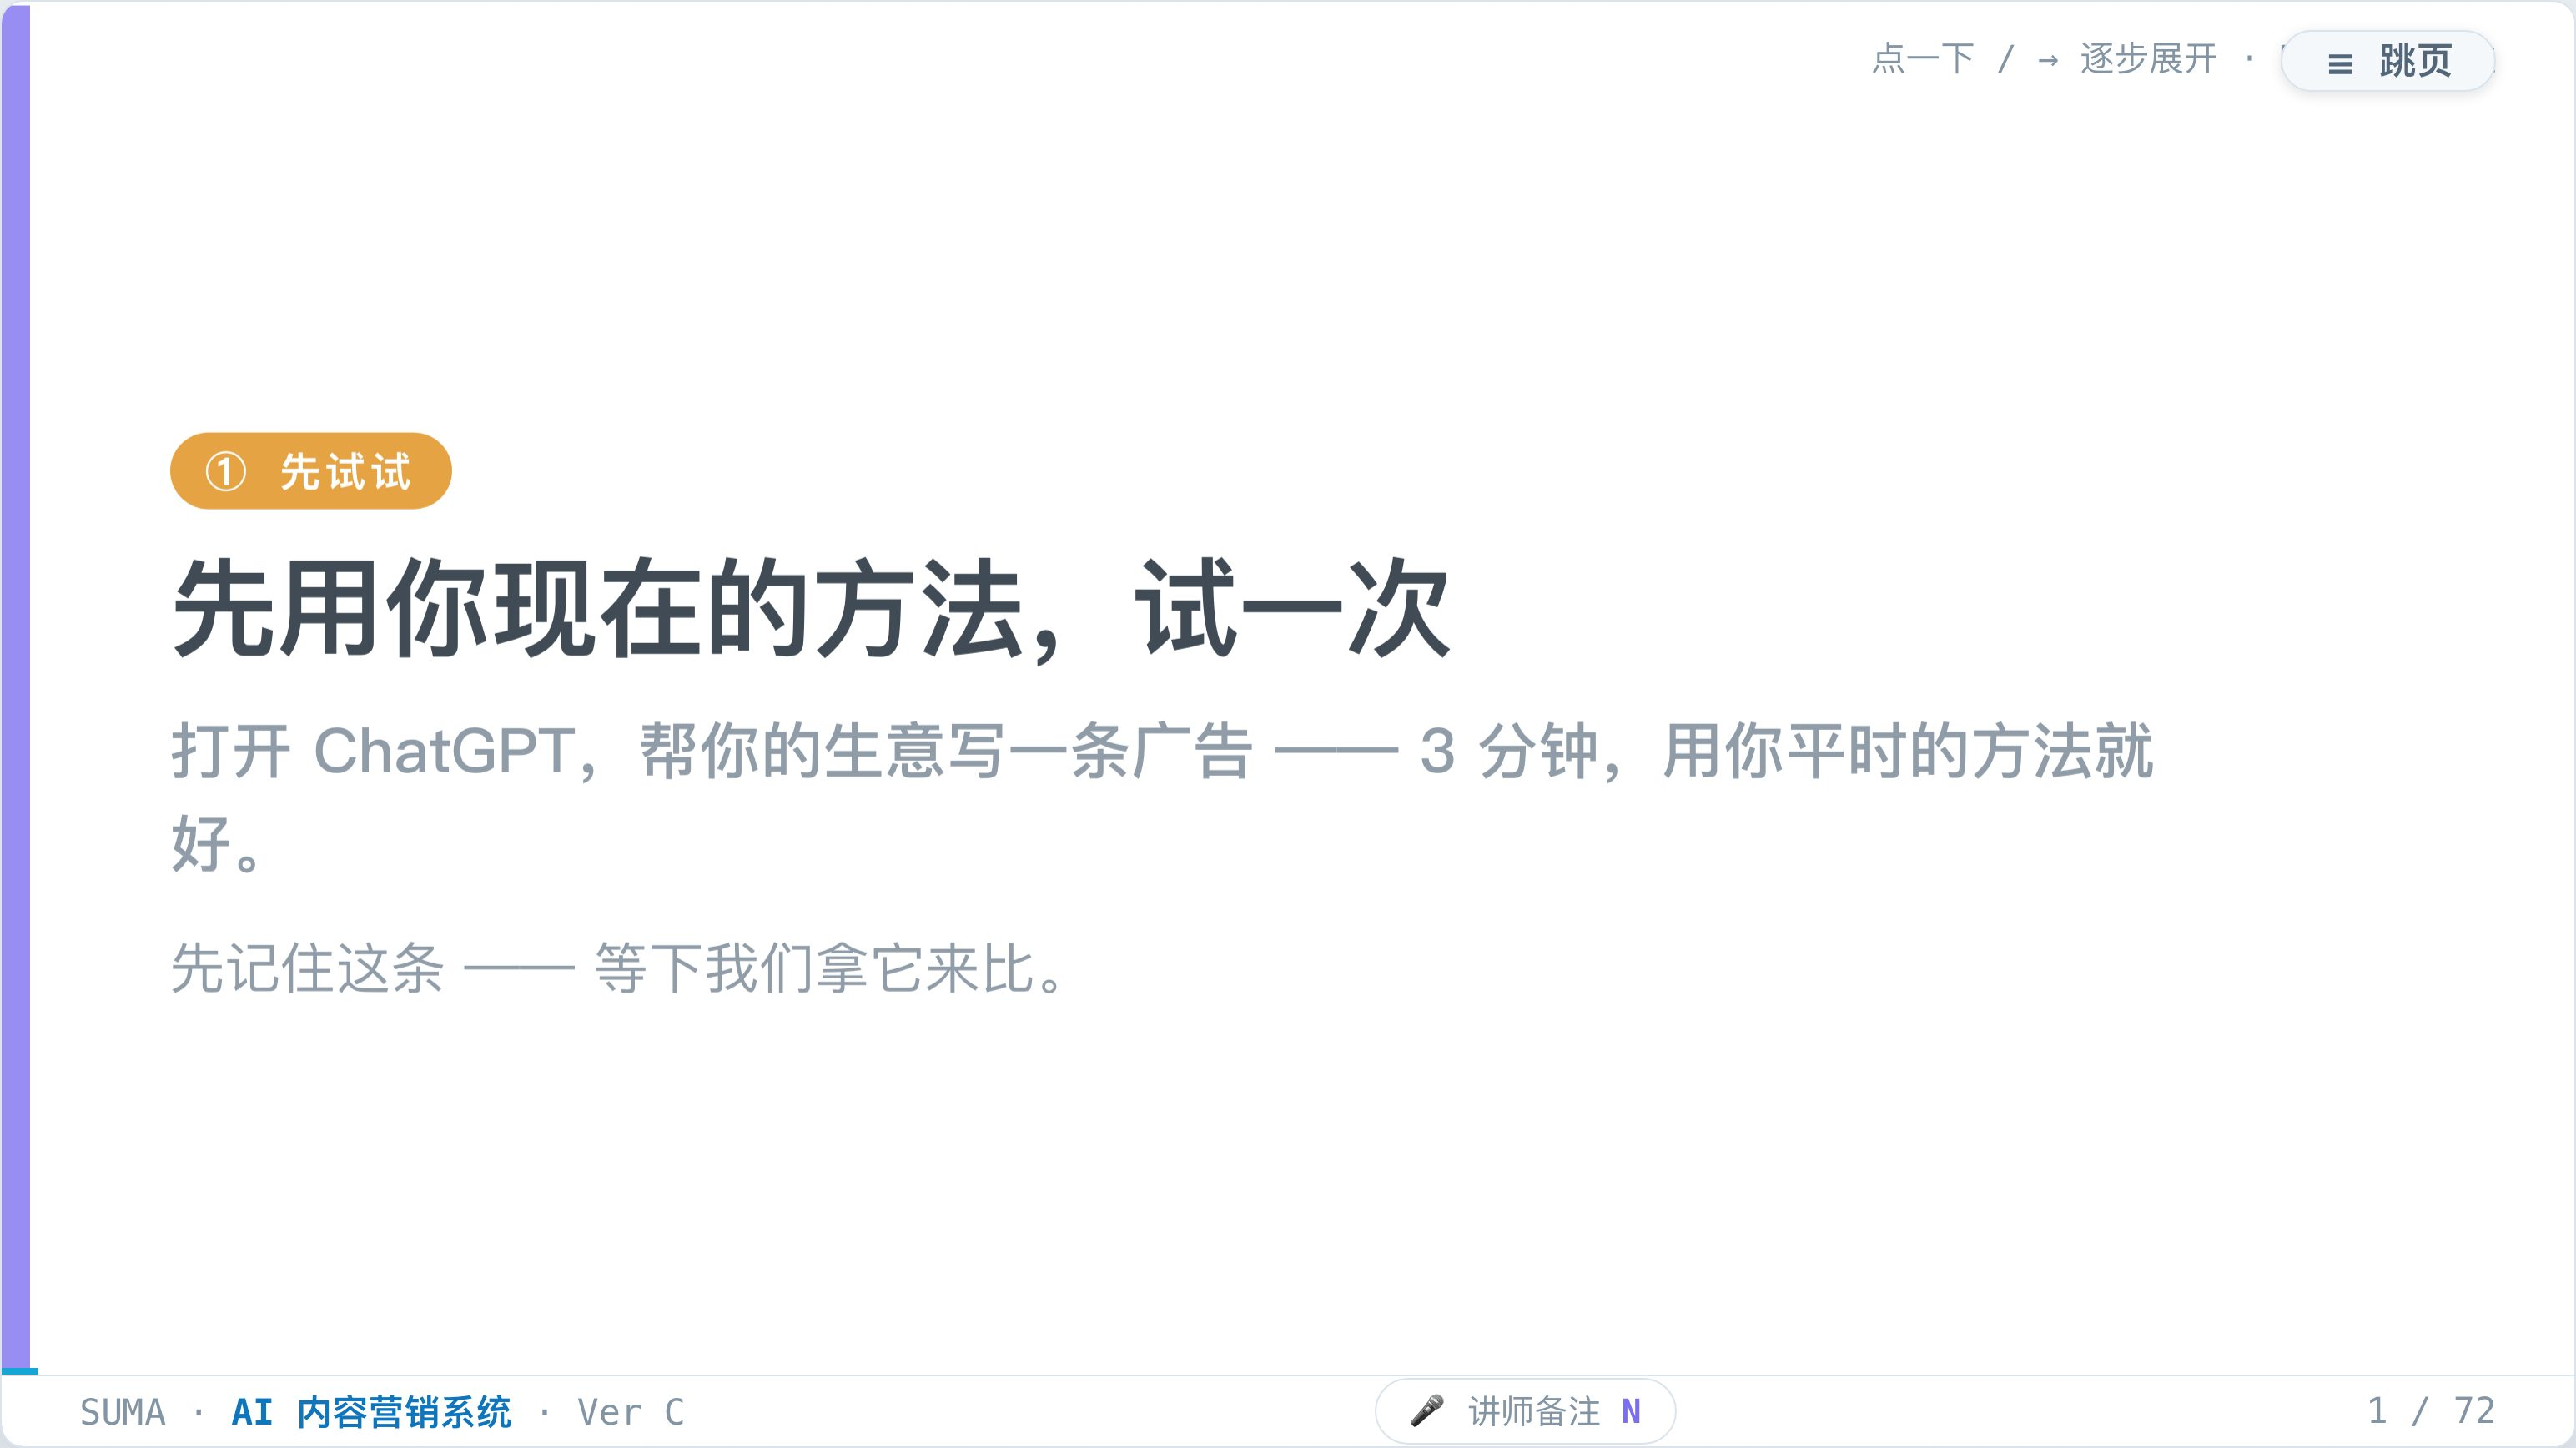 点一下 / → 逐步展开 ·
≡ 跳页
① 先试试
先用你现在的方法，试一次
打开 ChatGPT，帮你的生意写一条广告 —— 3 分钟，用你平时的方法就
好。
先记住这条 —— 等下我们拿它来比。
SUMA · AI 内容营销系统 · Ver C
🎤 讲师备注 N
1 / 72